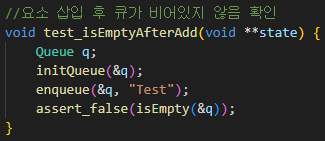 //요소 삽입 후 큐가 비어있지 않음 확인
void test_isEmptyAfterAdd(void **state) {
    Queue q;
    initQueue(&q);
    enqueue(&q, "Test");
    assert_false(isEmpty(&q));
}